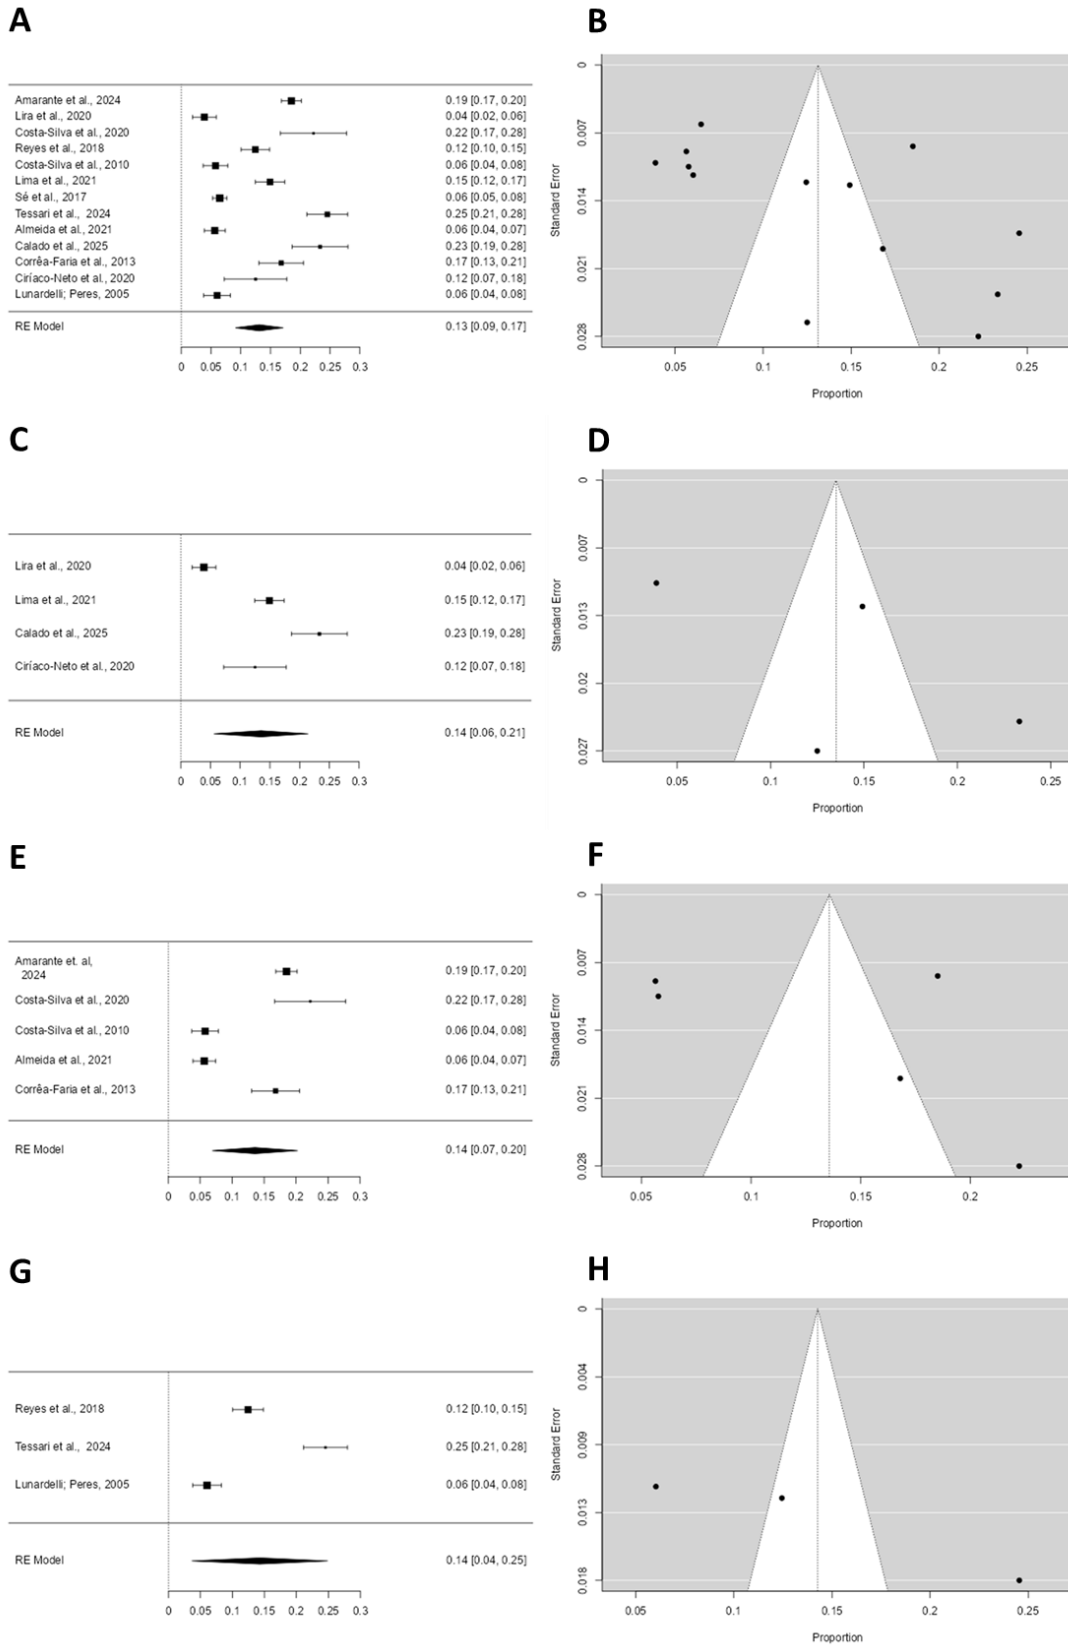 A
Amarante et al., 2024 0.19 [0.17, 0.20]
Lira et al., 2020 0.04 [0.02, 0.06]
Costa-Silva et al., 2020 0.22 [0.17, 0.28]
Reyes et al., 2018 0.12 [0.10, 0.15]
Costa-Silva et al., 2010 0.06 [0.04, 0.08]
Lima et al., 2021 0.15 [0.12, 0.17]
Sé et al., 2017 0.06 [0.05, 0.08]
Tessari et al., 2024 0.25 [0.21, 0.28]
Almeida et al., 2021 0.06 [0.04, 0.07]
Calado et al., 2025 0.23 [0.19, 0.28]
Corrêa-Faria et al., 2013 0.17 [0.13, 0.21]
Ciríaco-Neto et al., 2020 0.12 [0.07, 0.18]
Lunardelli; Peres, 2005 0.06 [0.04, 0.08]
RE Model 0.13 [0.09, 0.17]
0 0.05 0.1 0.15 0.2 0.25 0.3
B
Standard Error
0
0.007
0.014
0.021
0.028
0.05 0.1 0.15 0.2 0.25
Proportion
C
Lira et al., 2020 0.04 [0.02, 0.06]
Lima et al., 2021 0.15 [0.12, 0.17]
Calado et al., 2025 0.23 [0.19, 0.28]
Ciríaco-Neto et al., 2020 0.12 [0.07, 0.18]
RE Model 0.14 [0.06, 0.21]
0 0.05 0.1 0.15 0.2 0.25 0.3
D
Standard Error
0
0.007
0.013
0.02
0.027
0.05 0.1 0.15 0.2 0.25
Proportion
E
Amarante et. al,
2024 0.19 [0.17, 0.20]
Costa-Silva et al., 2020 0.22 [0.17, 0.28]
Costa-Silva et al., 2010 0.06 [0.04, 0.08]
Almeida et al., 2021 0.06 [0.04, 0.07]
Corrêa-Faria et al., 2013 0.17 [0.13, 0.21]
RE Model 0.14 [0.07, 0.20]
0 0.05 0.1 0.15 0.2 0.25 0.3
F
Standard Error
0
0.007
0.014
0.021
0.028
0.05 0.1 0.15 0.2
Proportion
G
Reyes et al., 2018 0.12 [0.10, 0.15]
Tessari et al., 2024 0.25 [0.21, 0.28]
Lunardelli; Peres, 2005 0.06 [0.04, 0.08]
RE Model 0.14 [0.04, 0.25]
0 0.05 0.1 0.15 0.2 0.25 0.3
H
Standard Error
0
0.004
0.009
0.013
0.018
0.05 0.1 0.15 0.2 0.25
Proportion